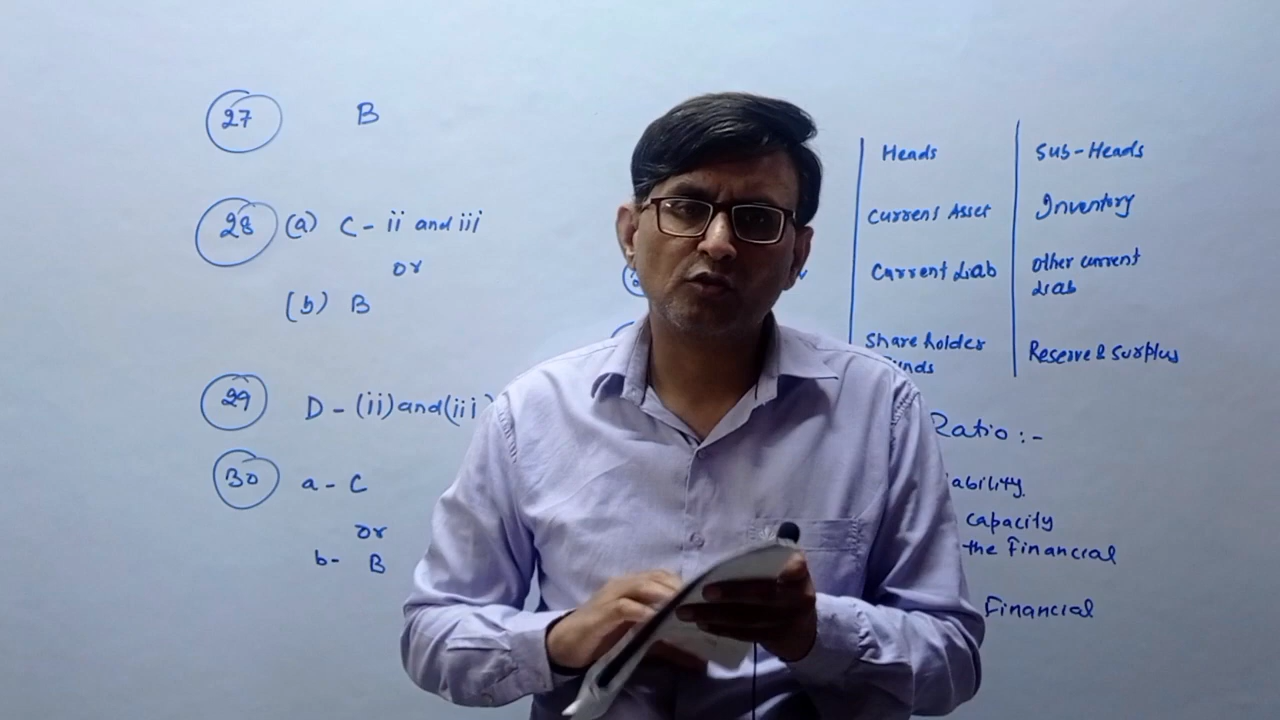 27 B
28 (a) C - ii and iii
or
(b) B
29 D - (ii) and (iii)
30 a - C
or
b- B
Heads Sub-Heads
Current Asset Inventory
Current Liab Other current
Liab
Share holder Reserve & Surplus
unds
Ratio :-
ability
capacity
the Financial
Financial